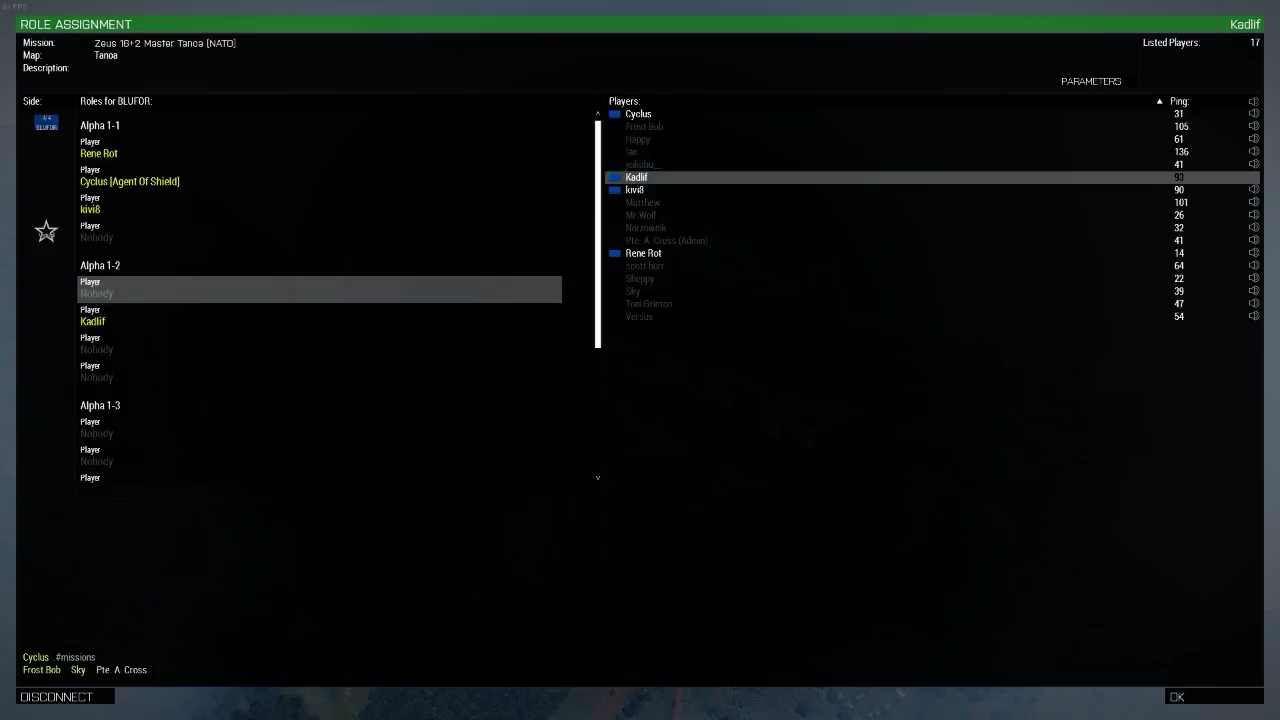 ROLE ASSIGNMENT Kadlif
Mission: Zeus 16+2 Master Tanoa [NATO] Listed Players: 17
Map: Tanoa
Description:
PARAMETERS
Side: Roles for BLUFOR: Players: Ping:
4/4
BLUFOR
Alpha 1-1
Player
Rene Rot
Player
Cyclus [Agent Of Shield]
Player
kivi8
Player
Nobody
Alpha 1-2
Player
Nobody
Player
Kadlif
Player
Nobody
Player
Nobody
Alpha 1-3
Player
Nobody
Player
Nobody
Player
Cyclus 31
Frost Bob 105
Happy 61
Ian 136
jeikobu__ 41
Kadlif 93
kivi8 90
Matthew 101
Mr.Wolf 26
Norzownik 32
Pte. A. Cross (Admin) 41
Rene Rot 14
scott burr 64
Sheppy 22
Sky 39
Toni Grinton 47
Versus 54
Cyclus .#missions
Frost Bob Sky Pte. A. Cross
DISCONNECT OK